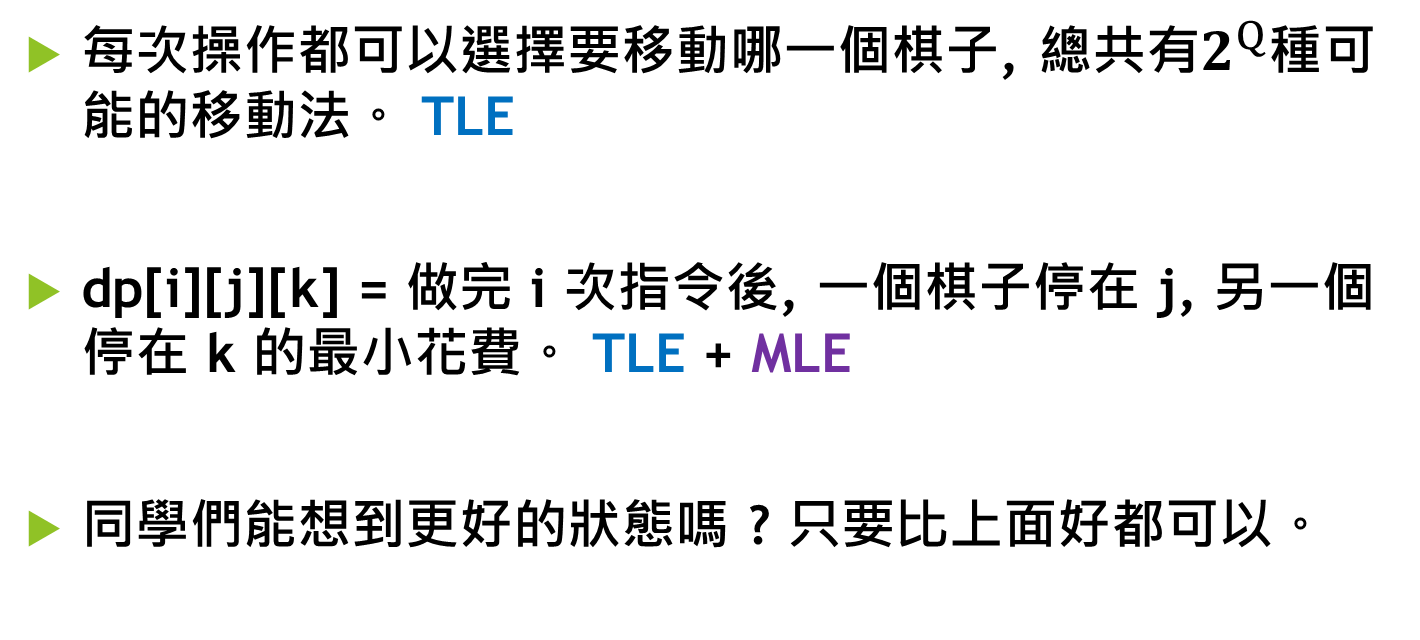 每次操作都可以選擇要移動哪一個棋子, 總共有2^Q種可
能的移動法。 TLE
dp[i][j][k] = 做完 i 次指令後, 一個棋子停在 j, 另一個
停在 k 的最小花費。 TLE + MLE
同學們能想到更好的狀態嗎？只要比上面好都可以。